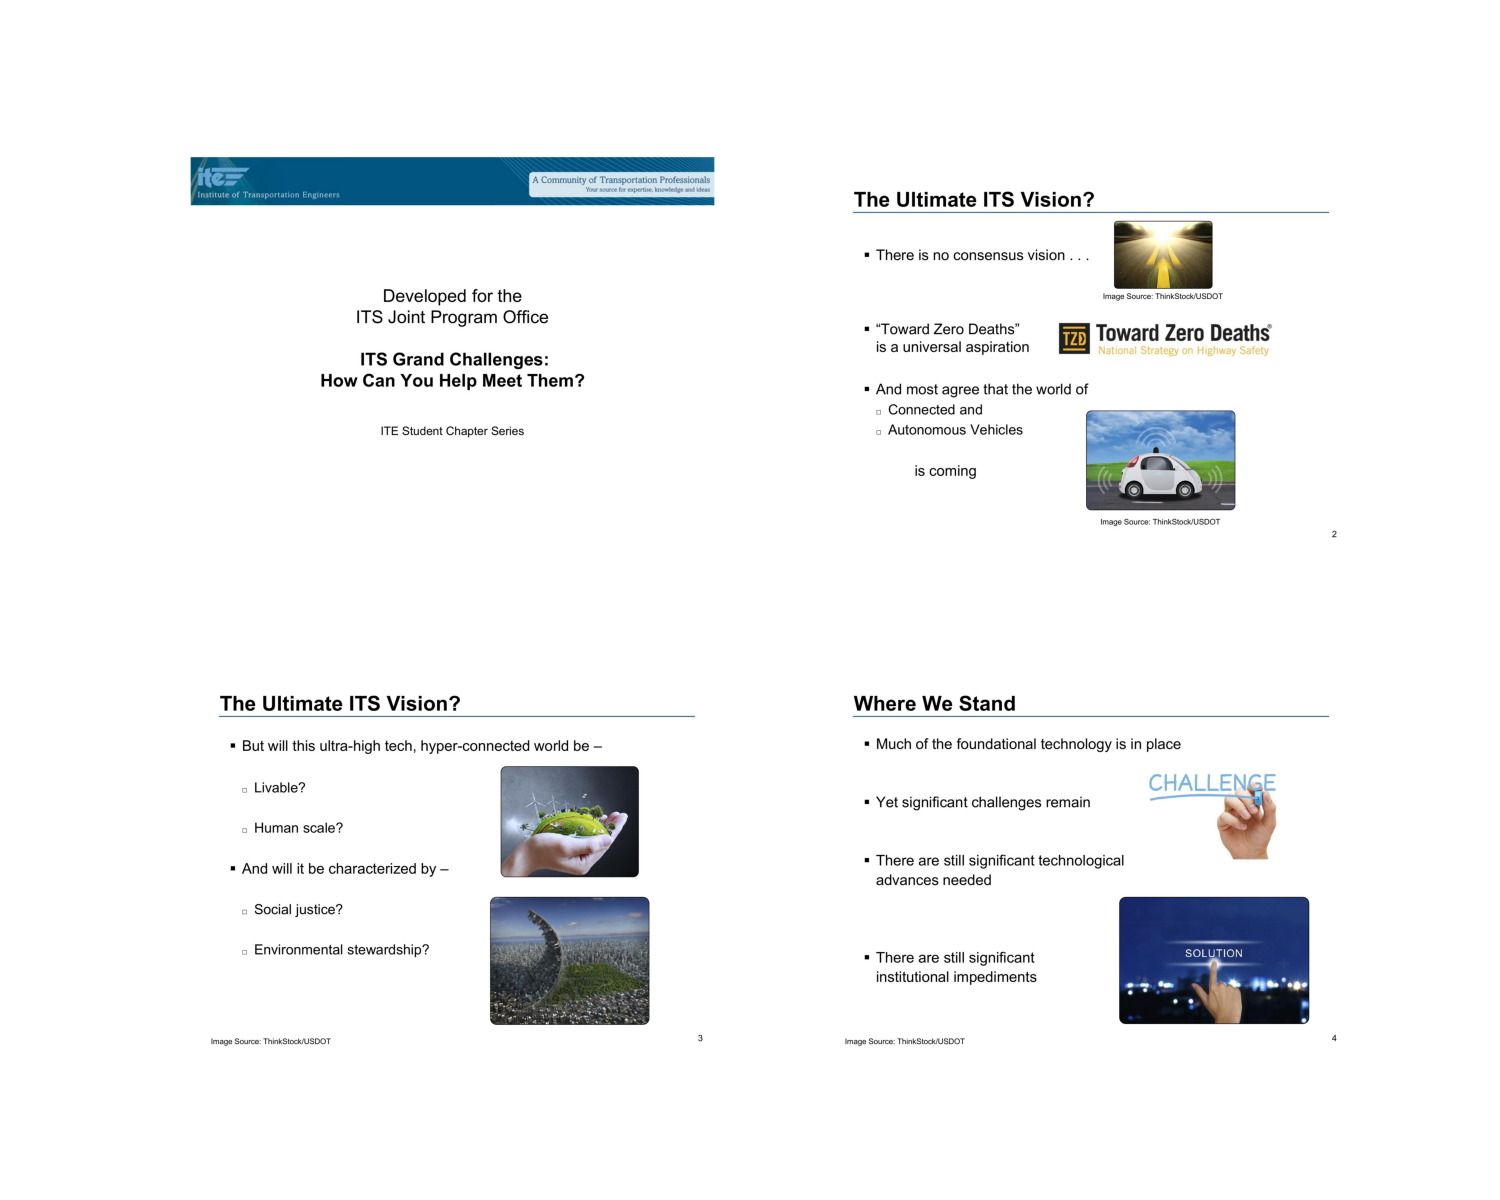 ite
Institute of Transportation Engineers
A Community of Transportation Professionals
Your source for expertise, knowledge and ideas
Developed for the
ITS Joint Program Office
ITS Grand Challenges:
How Can You Help Meet Them?
ITE Student Chapter Series
The Ultimate ITS Vision?
▪ There is no consensus vision . . .
Image Source: ThinkStock/USDOT
▪ “Toward Zero Deaths”
is a universal aspiration
TZD Toward Zero Deaths®
National Strategy on Highway Safety
▪ And most agree that the world of
□ Connected and
□ Autonomous Vehicles
is coming
Image Source: ThinkStock/USDOT
2
The Ultimate ITS Vision?
▪ But will this ultra-high tech, hyper-connected world be –
□ Livable?
□ Human scale?
▪ And will it be characterized by –
□ Social justice?
□ Environmental stewardship?
Image Source: ThinkStock/USDOT
3
Where We Stand
▪ Much of the foundational technology is in place
CHALLENGE
▪ Yet significant challenges remain
▪ There are still significant technological
advances needed
SOLUTION
▪ There are still significant
institutional impediments
Image Source: ThinkStock/USDOT
4